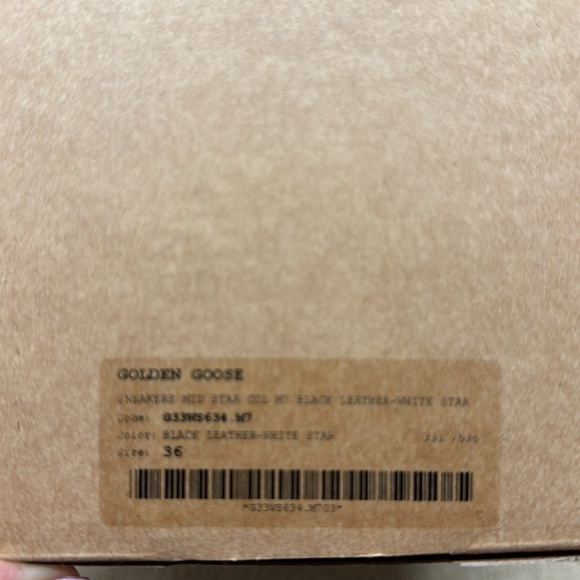 GOLDEN GOOSE
SNEAKERS MID STAR COL M7 BLACK LEATHER-WHITE STAR
Code: G33WS634.M7
Color: BLACK LEATHER-WHITE STAR
Size: 36
*G33WS634.M703*